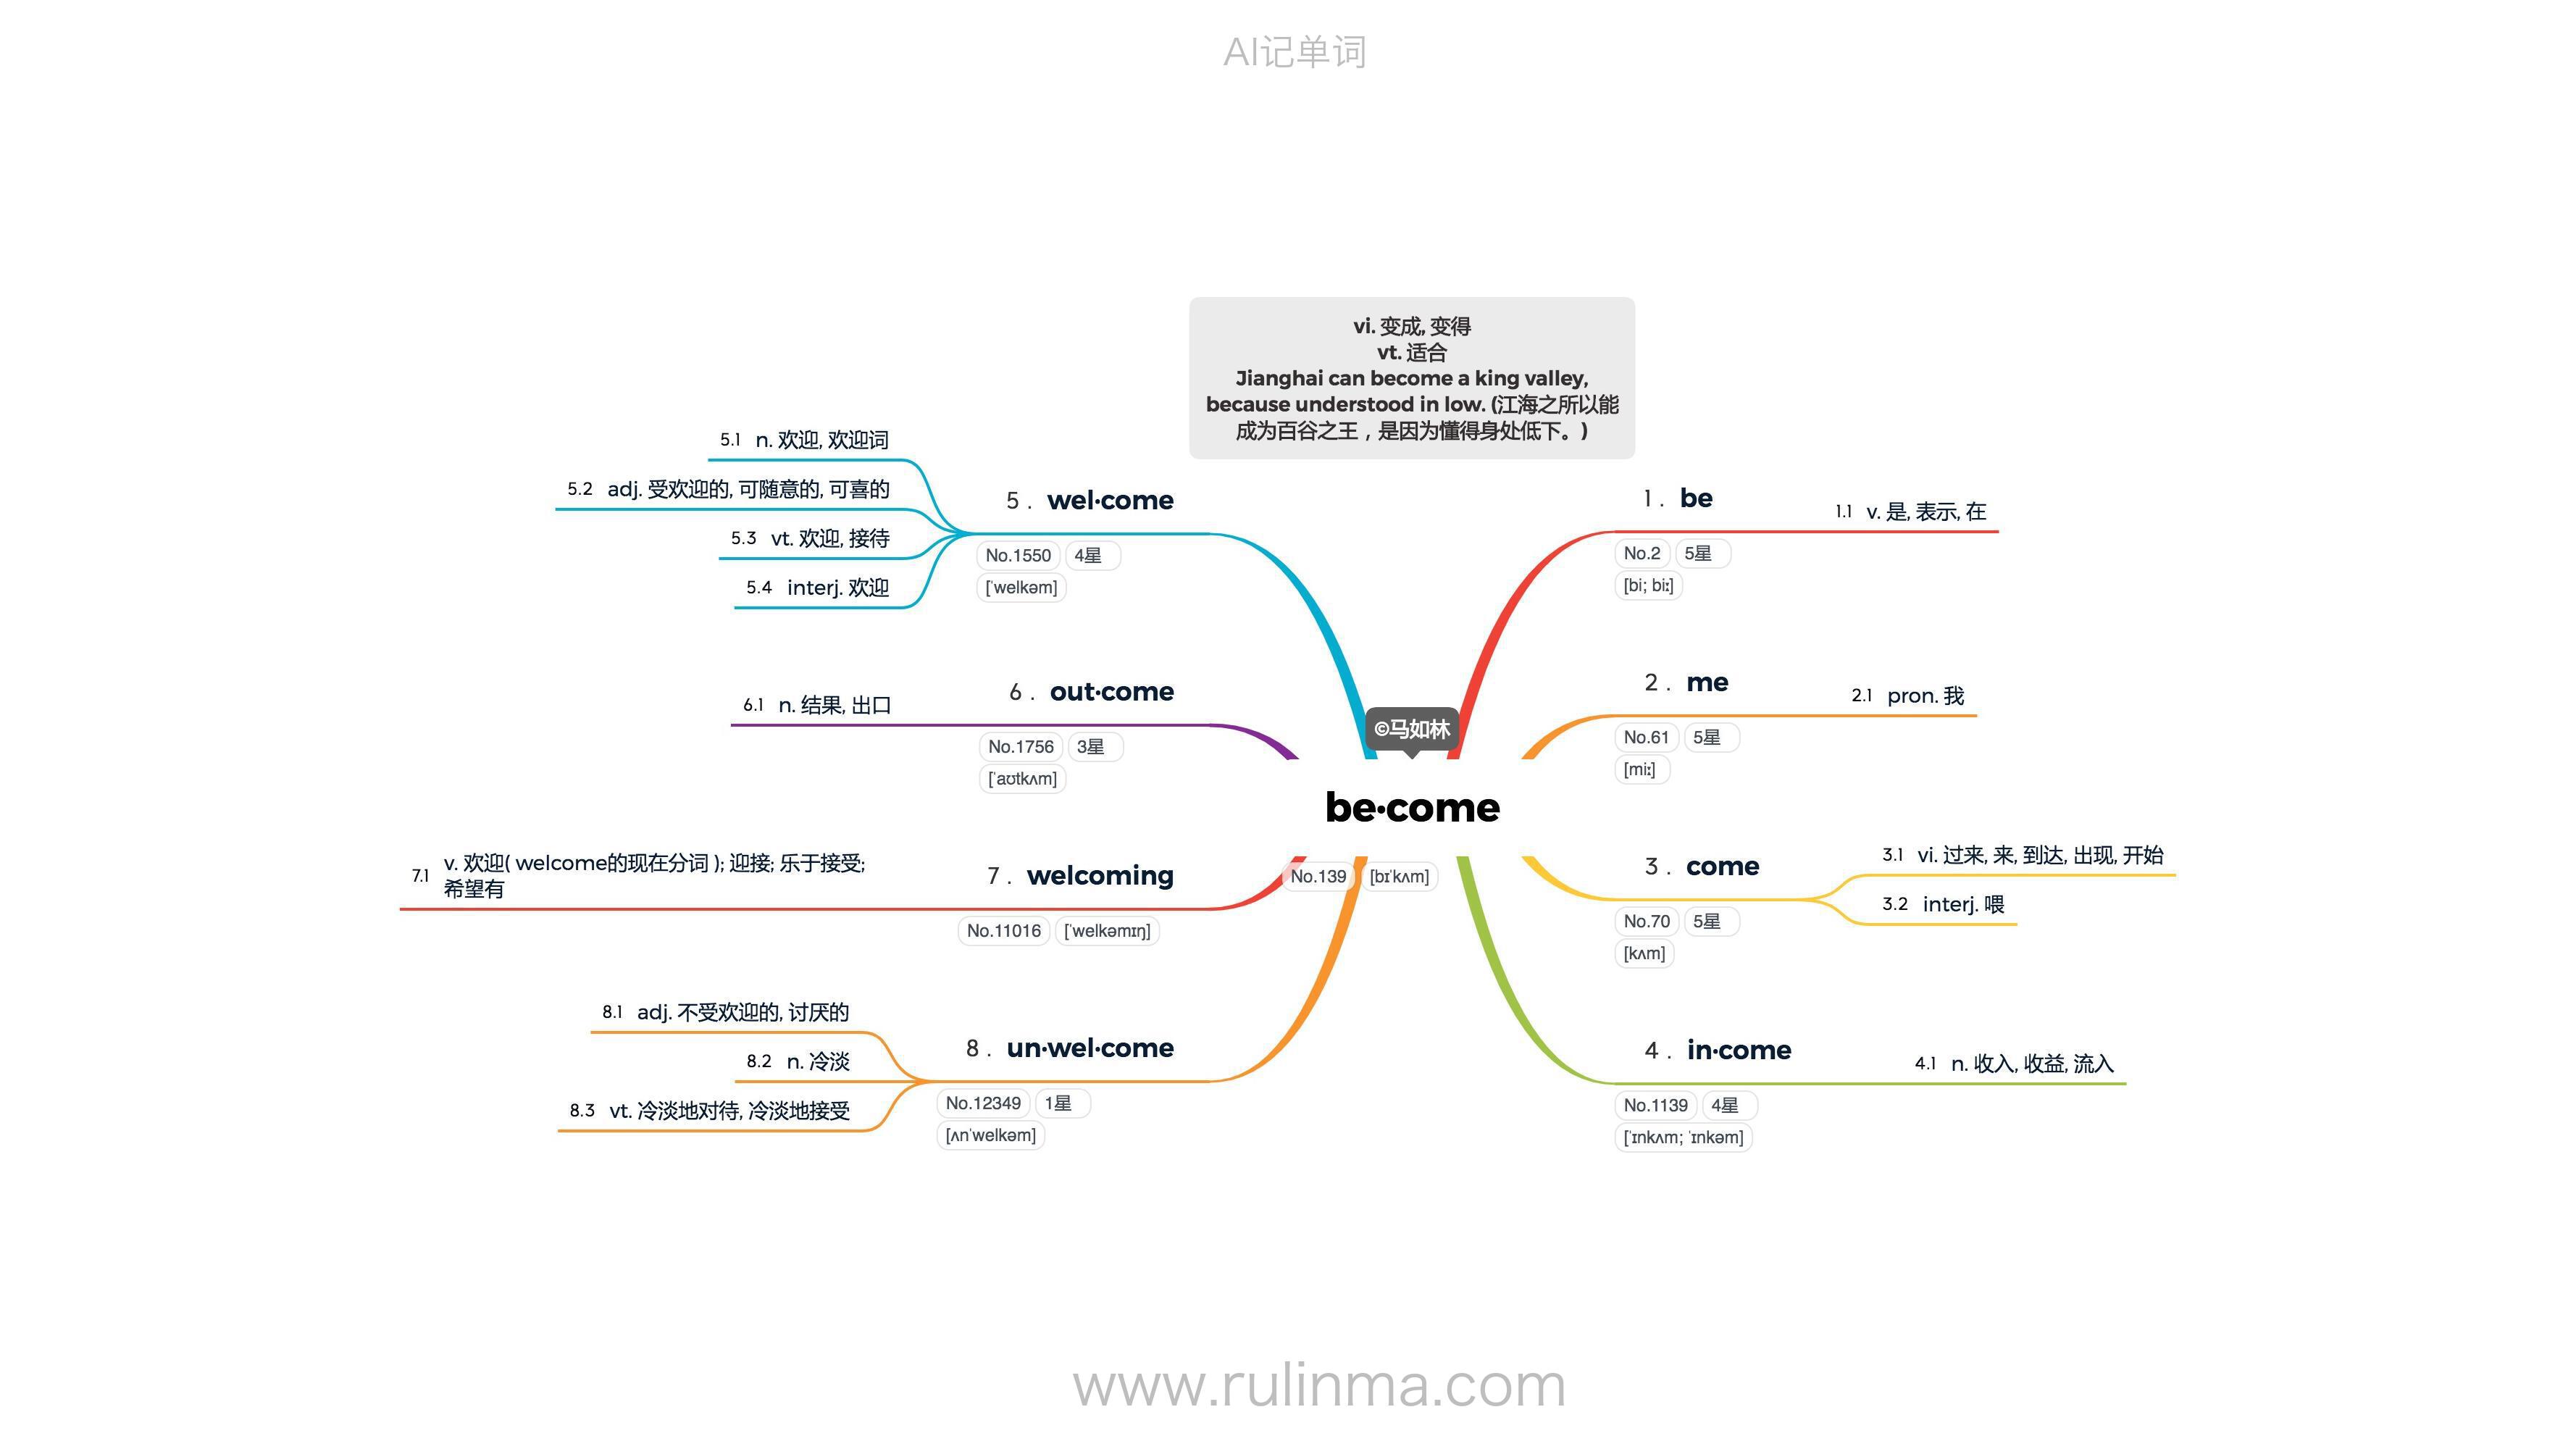 AI记单词
vi. 变成, 变得
vt. 适合
Jianghai can become a king valley,
because understood in low. (江海之所以能
成为百谷之王，是因为懂得身处低下。)
©马如林
be·come
No.139 [bɪˈkʌm]
1 . be
No.2 5星
[bi; biː]
1.1 v. 是, 表示, 在
2 . me
No.61 5星
[miː]
2.1 pron. 我
3 . come
No.70 5星
[kʌm]
3.1 vi. 过来, 来, 到达, 出现, 开始
3.2 interj. 喂
4 . in·come
No.1139 4星
[ˈɪnkʌm; ˈɪnkəm]
4.1 n. 收入, 收益, 流入
5 . wel·come
No.1550 4星
[ˈwelkəm]
5.1 n. 欢迎, 欢迎词
5.2 adj. 受欢迎的, 可随意的, 可喜的
5.3 vt. 欢迎, 接待
5.4 interj. 欢迎
6 . out·come
No.1756 3星
[ˈaʊtkʌm]
6.1 n. 结果, 出口
7 . welcoming
No.11016 [ˈwelkəmɪŋ]
7.1 v. 欢迎( welcome的现在分词 ); 迎接; 乐于接受;
希望有
8 . un·wel·come
No.12349 1星
[ʌnˈwelkəm]
8.1 adj. 不受欢迎的, 讨厌的
8.2 n. 冷淡
8.3 vt. 冷淡地对待, 冷淡地接受
www.rulinma.com